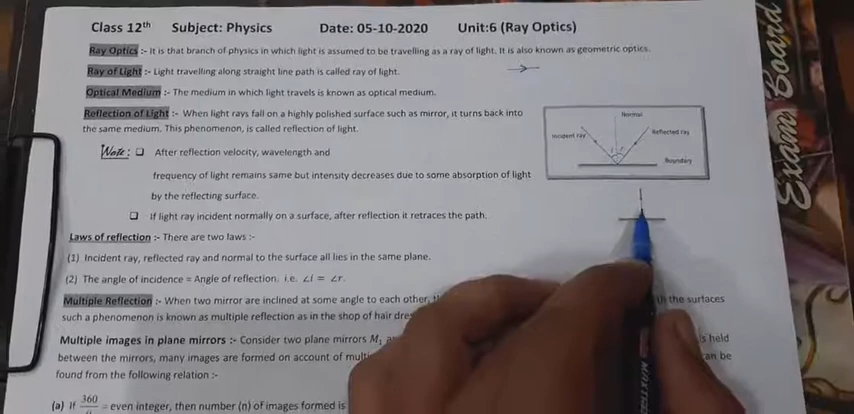 Class 12th Subject: Physics Date: 05-10-2020 Unit:6 (Ray Optics)
Ray Optics :- It is that branch of physics in which light is assumed to be travelling as a ray of light. It is also known as geometric optics.
Ray of Light :- Light travelling along straight line path is called ray of light.
Optical Medium :- The medium in which light travels is known as optical medium.
Reflection of Light :- When light rays fall on a highly polished surface such as mirror, it turns back into
the same medium. This phenomenon, is called reflection of light.
Normal
Incident ray
Reflected ray
i r
Boundary
Note : ❑ After reflection velocity, wavelength and
frequency of light remains same but intensity decreases due to some absorption of light
by the reflecting surface.
❑ If light ray incident normally on a surface, after reflection it retraces the path.
Laws of reflection :- There are two laws :-
(1) Incident ray, reflected ray and normal to the surface all lies in the same plane.
(2) The angle of incidence = Angle of reflection. i.e. ∠i = ∠r.
Multiple Reflection :- When two mirror are inclined at some angle to each other, the surfaces
such a phenomenon is known as multiple reflection as in the shop of hair
Multiple images in plane mirrors :- Consider two plane mirrors M1 is held
between the mirrors, many images are formed on account of can be
found from the following relation :-
(a) If 360 = even integer, then number (n) of images formed is
Exam Board